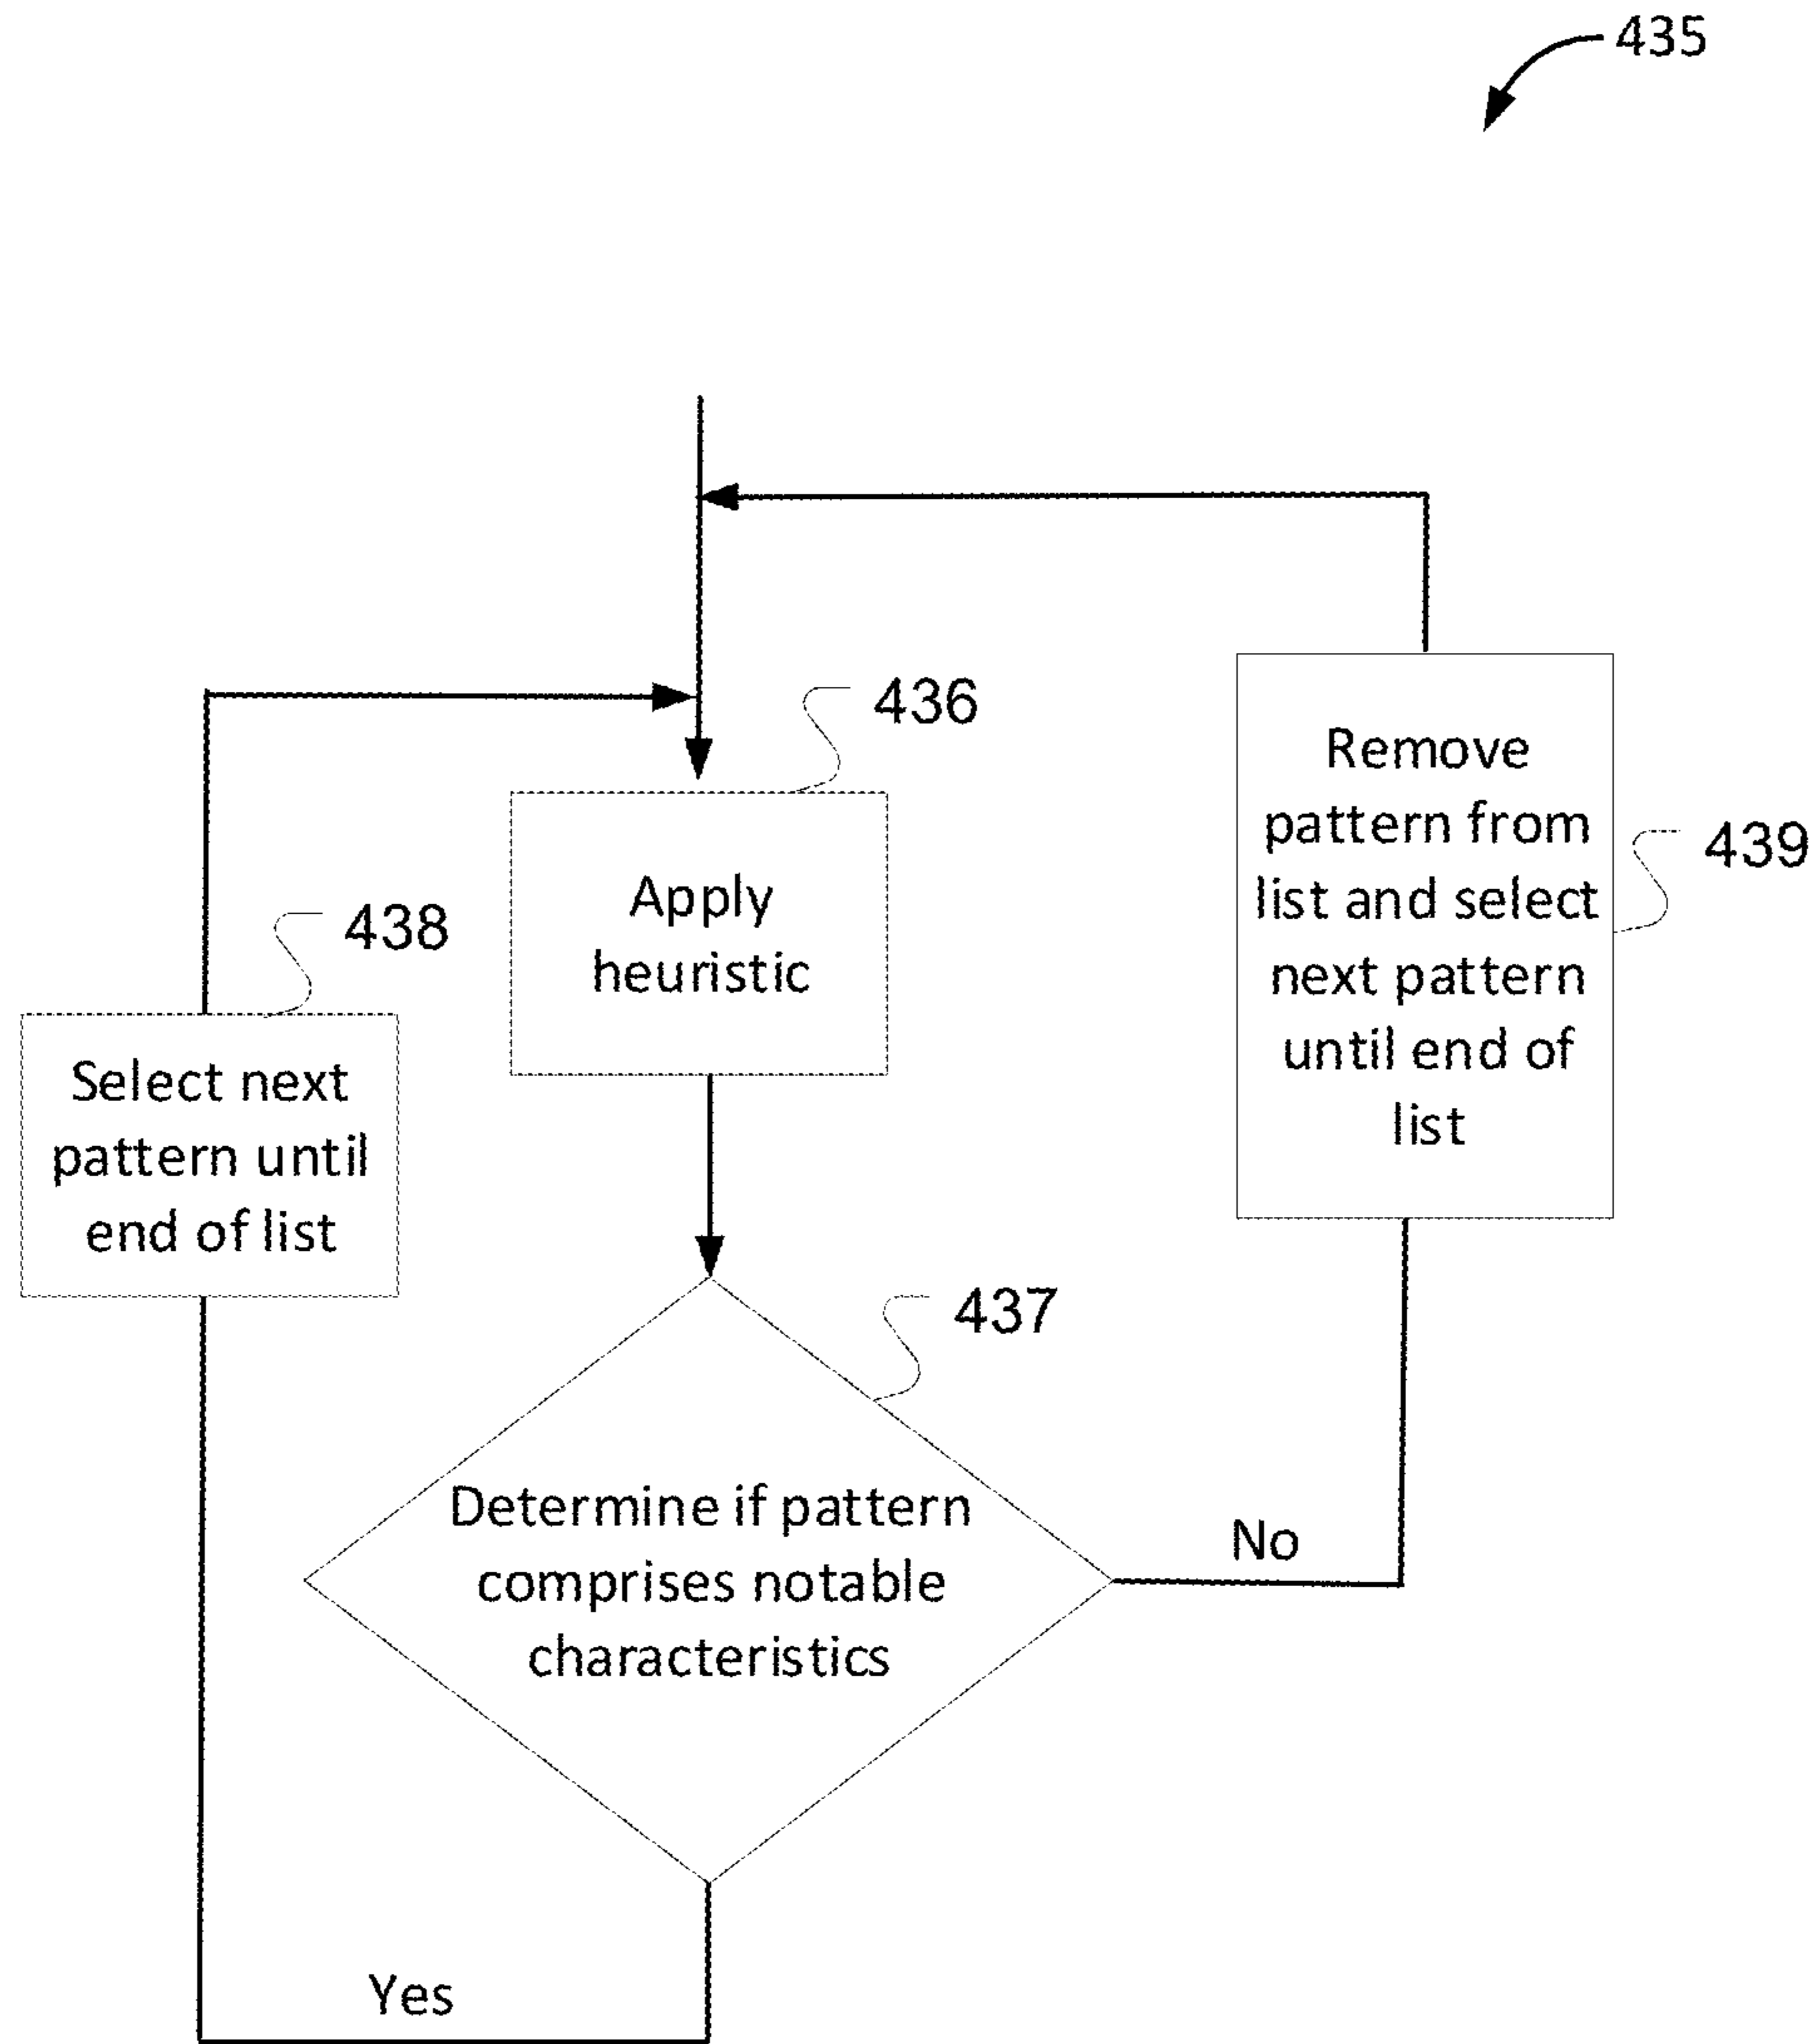 435
436
Apply
heuristic
438
Select next
pattern until
end of list
Remove
pattern from
list and select
next pattern
until end of
list
439
437
Determine if pattern
comprises notable
characteristics
No
Yes